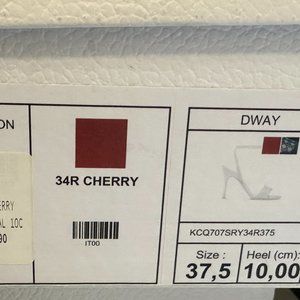 ON
34R CHERRY
IT00
ERRY
AL 10C
90
DWAY
KCQ707SRY34R375
Size :
Heel (cm):
37,5
10,00